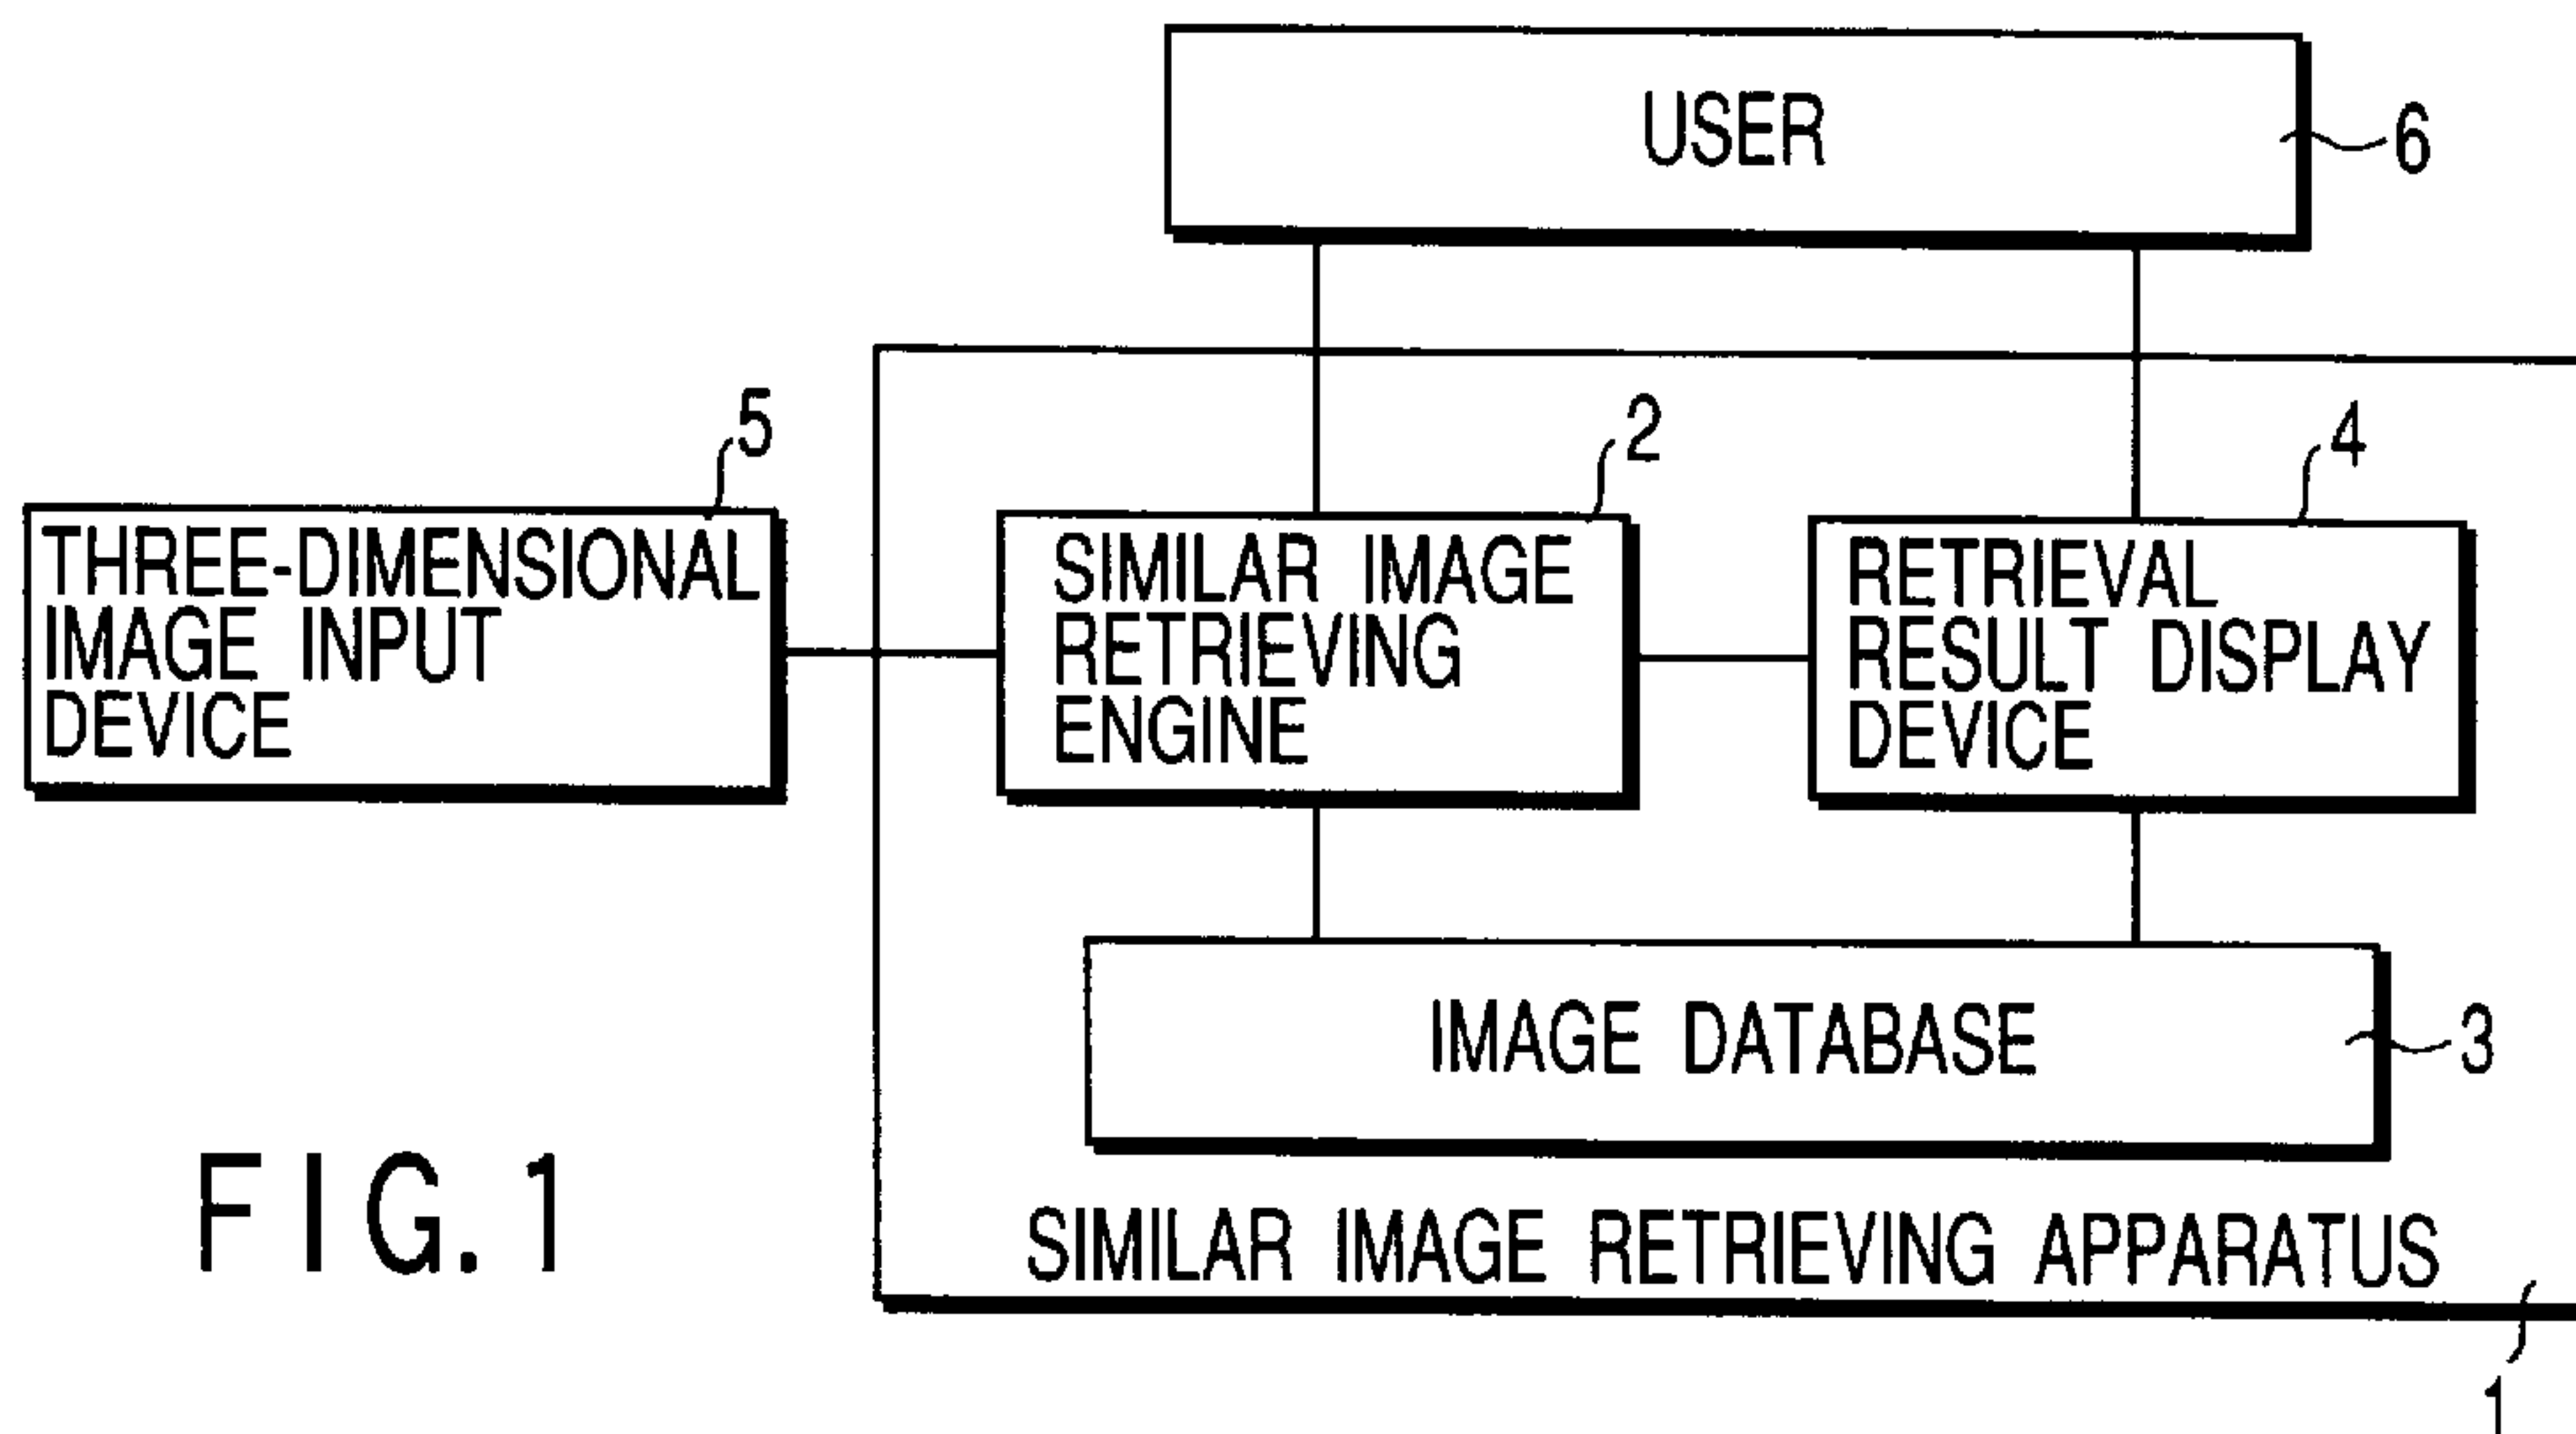 USER
6
5
2
4
THREE-DIMENSIONAL
IMAGE INPUT
DEVICE
SIMILAR IMAGE
RETRIEVING
ENGINE
RETRIEVAL
RESULT DISPLAY
DEVICE
IMAGE DATABASE
3
FIG.1
SIMILAR IMAGE RETRIEVING APPARATUS
1